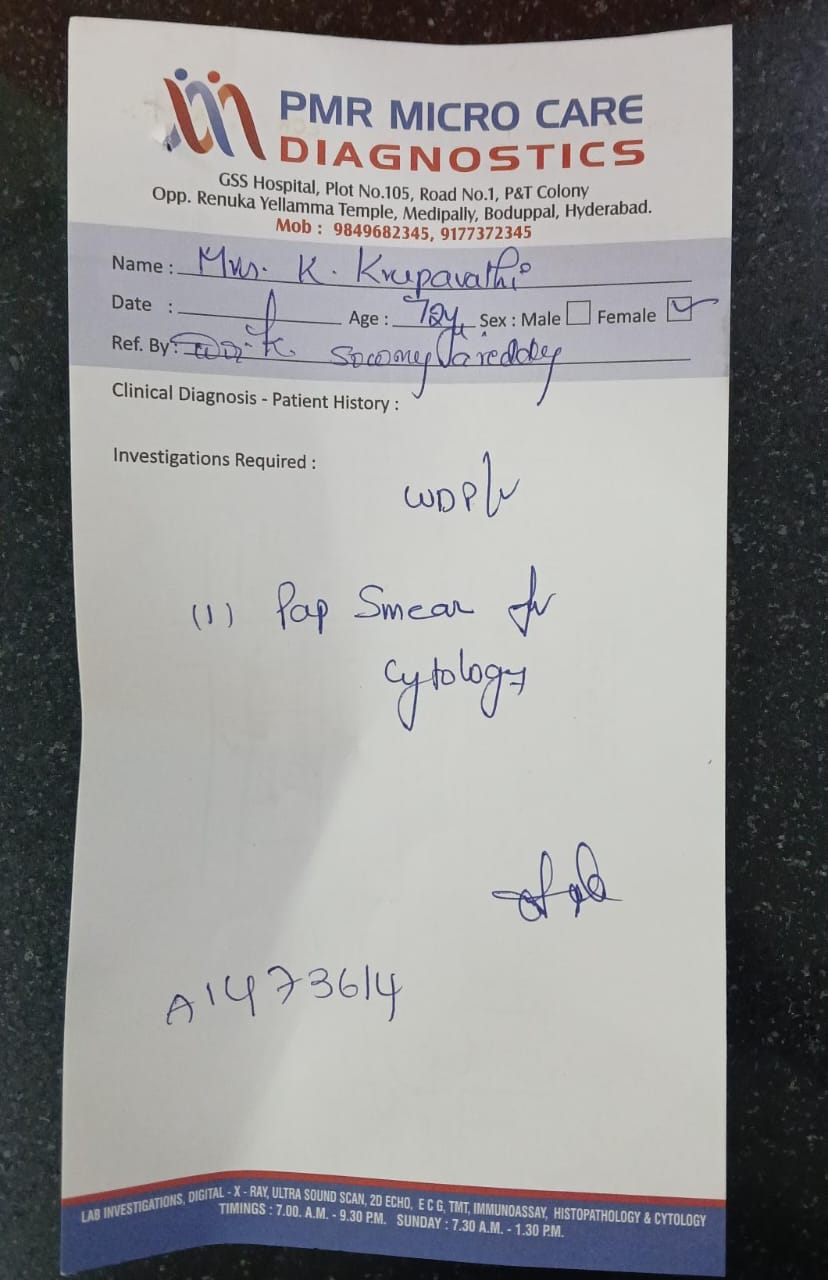 PMR MICRO CARE
DIAGNOSTICS
GSS Hospital, Plot No.105, Road No.1, P&T Colony
Opp. Renuka Yellamma Temple, Medipally, Boduppal, Hyderabad.
Mob : 9849682345, 9177372345
Name : Mrs. K. Krupavathi
Date : Age : 72y Sex : Male Female
Ref. By : Dr. K.
Clinical Diagnosis - Patient History :
Investigations Required :
(1) Pap Smear for
Cytology
A1473614
LAB INVESTIGATIONS, DIGITAL - X - RAY, ULTRA SOUND SCAN, 2D ECHO, E C G, TMT, IMMUNOASSAY, HISTOPATHOLOGY & CYTOLOGY
TIMINGS : 7.00. A.M. - 9.30 P.M. SUNDAY : 7.30 A.M. - 1.30 P.M.